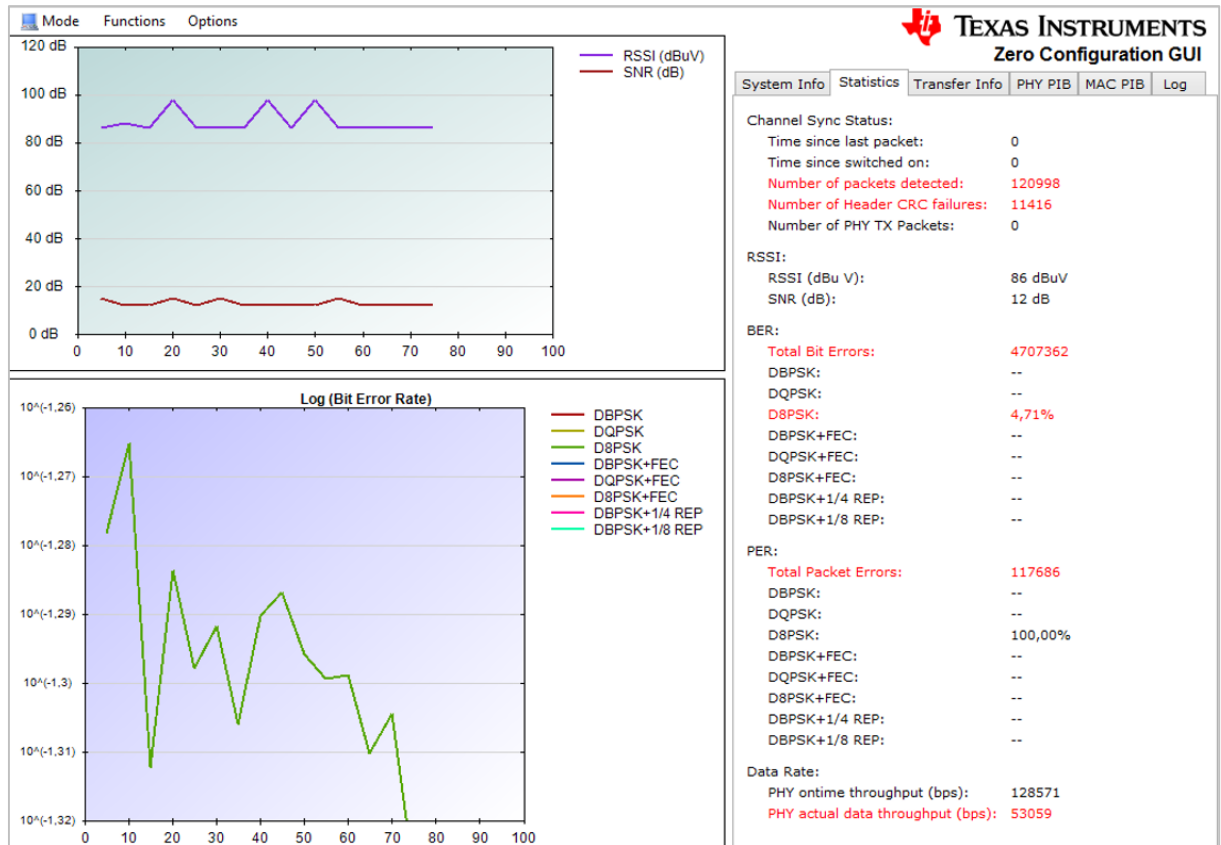 Mode Functions Options
TEXAS INSTRUMENTS
Zero Configuration GUI
120 dB
100 dB
80 dB
60 dB
40 dB
20 dB
0 dB
0 10 20 30 40 50 60 70 80 90 100
RSSI (dBuV)
SNR (dB)
Log (Bit Error Rate)
10^(-1,26)
10^(-1,27)
10^(-1,28)
10^(-1,29)
10^(-1,3)
10^(-1,31)
10^(-1,32)
0 10 20 30 40 50 60 70 80 90 100
DBPSK
DQPSK
D8PSK
DBPSK+FEC
DQPSK+FEC
D8PSK+FEC
DBPSK+1/4 REP
DBPSK+1/8 REP
System Info Statistics Transfer Info PHY PIB MAC PIB Log
Channel Sync Status:
Time since last packet: 0
Time since switched on: 0
Number of packets detected: 120998
Number of Header CRC failures: 11416
Number of PHY TX Packets: 0
RSSI:
RSSI (dBu V): 86 dBuV
SNR (dB): 12 dB
BER:
Total Bit Errors: 4707362
DBPSK: --
DQPSK: --
D8PSK: 4,71%
DBPSK+FEC: --
DQPSK+FEC: --
D8PSK+FEC: --
DBPSK+1/4 REP: --
DBPSK+1/8 REP: --
PER:
Total Packet Errors: 117686
DBPSK: --
DQPSK: --
D8PSK: 100,00%
DBPSK+FEC: --
DQPSK+FEC: --
D8PSK+FEC: --
DBPSK+1/4 REP: --
DBPSK+1/8 REP: --
Data Rate:
PHY ontime throughput (bps): 128571
PHY actual data throughput (bps): 53059